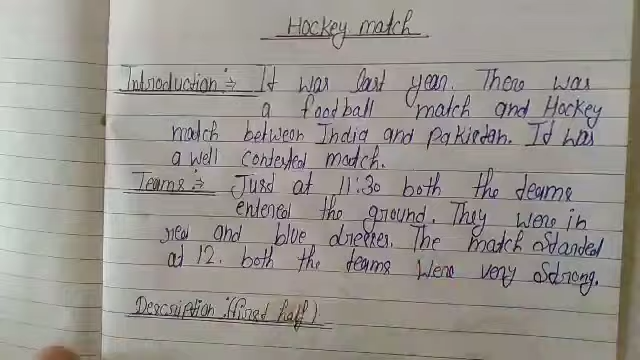 Hockey match
Introduction :→ It was last year. There was
a football match and Hockey
match between India and Pakistan. It was
a well contested match.
Teams :→ Just at 11:30 both the teams
entered the ground. They were in
red and blue dresses. The match Started
at 12. both the teams were very Strong.
Description :(first half)